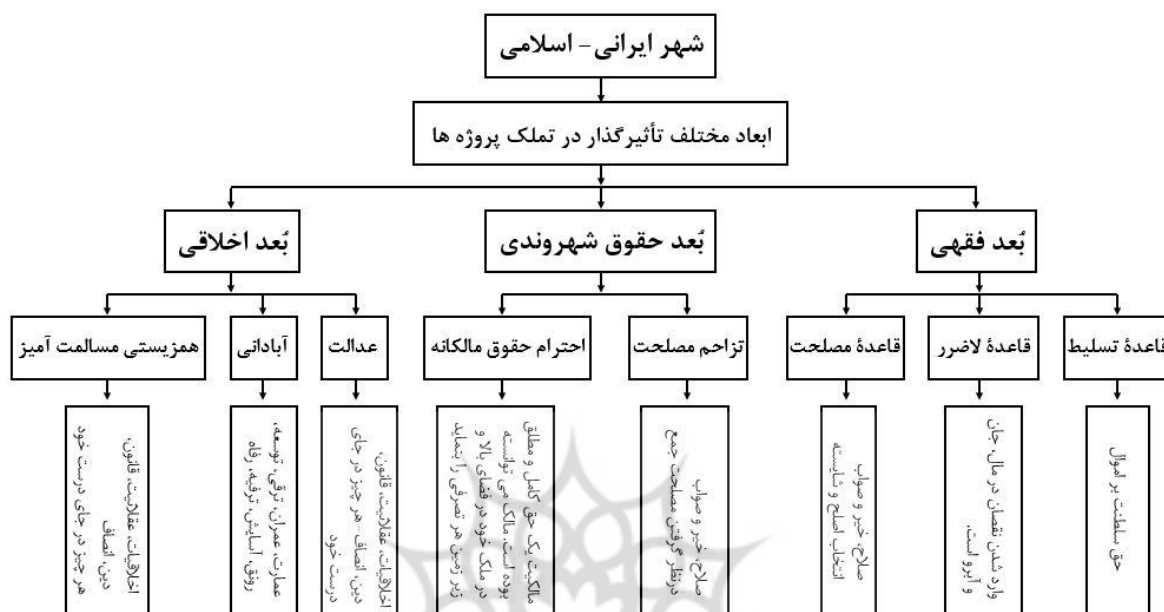 شهر ایرانی - اسلامی
ابعاد مختلف تأثیرگذار در تملک پروژه ها
بُعد فقهی
بُعد حقوق شهروندی
بُعد اخلاقی
قاعدهٔ تسلیط
قاعدهٔ لاضرر
قاعدهٔ مصلحت
تزاحم مصلحت
احترام حقوق مالکانه
عدالت
آبادانی
همزیستی مسالمت آمیز
حق سلطنت بر اموال
وارد شدن نقصان در مال، جان
و آبرو است.
صلاح، خیر و صواب
انتخاب اصلح و شایسته
صلاح، خیر و صواب
درنظر گرفتن مصلحت جمع
مالکیت یک حق کامل و مطلق
بوده است. مالک می توانسته
در ملک خود در فضای بالا و
زیر زمین هر تصرفی را بنماید
اخلاقیات، عقلانیت، قانون،
دین، انصاف - هر چیز در جای
درست خود
عمارت، عمران، ترقی، توسعه،
رونق، آسایش، ترفیه، رفاه
اخلاقیات، عقلانیت، قانون،
دین، انصاف
هر چیز در جای درست خود